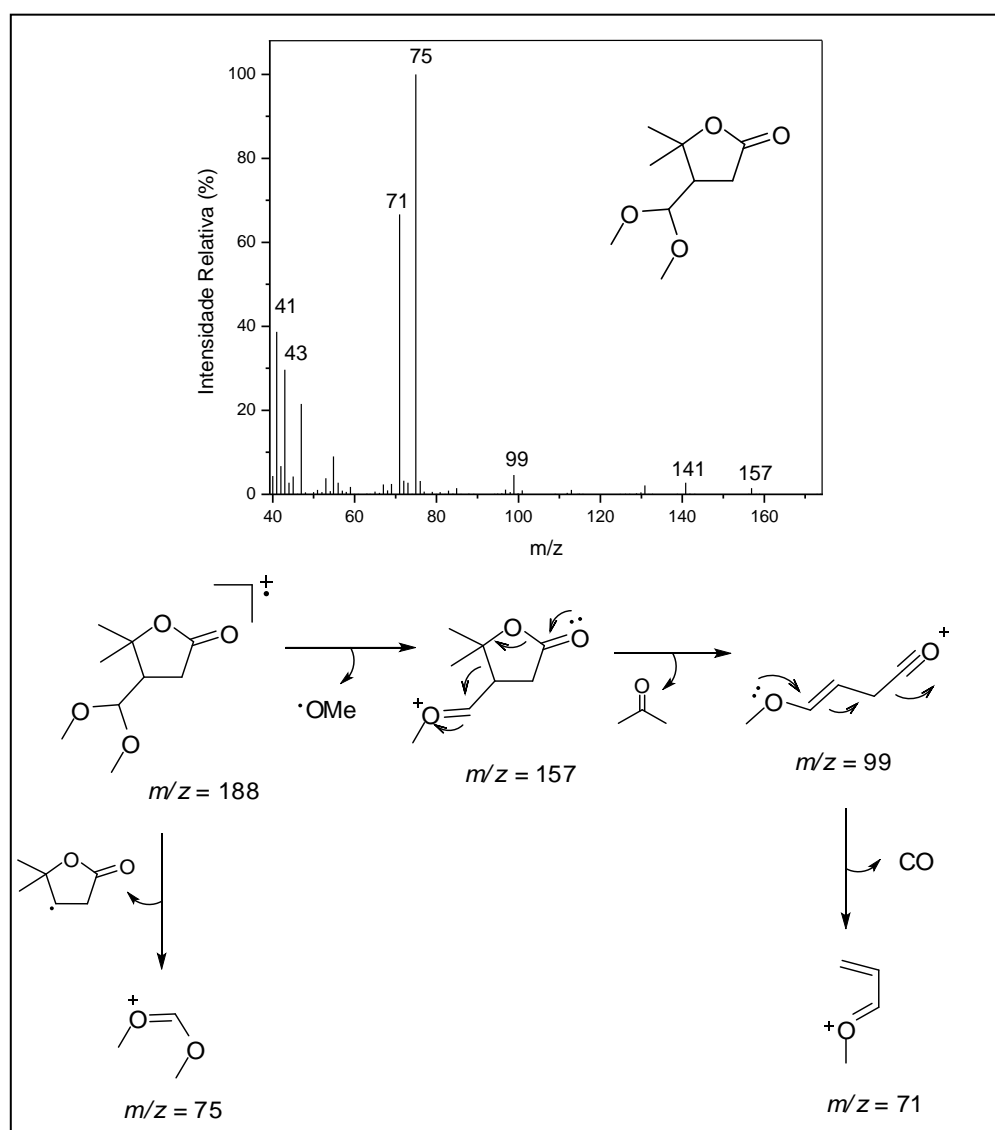 75
100
80
71
60
41
40
43
20
99
141
157
0
40
60
80
100
120
140
160
Intensidade Relativa (%)
m/z
O
O
O
O
O
O
O
O
m/z = 188
•OMe
O
O
+
O
m/z = 157
O
O
+
O
m/z = 99
O
O
CO
+
O
O
m/z = 75
+
O
m/z = 71